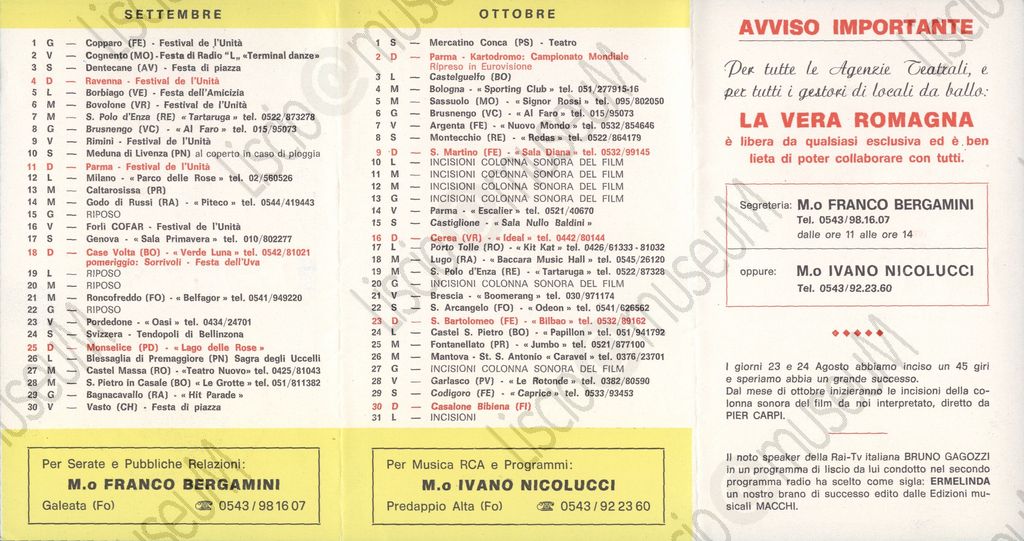 SETTEMBRE
1 G — Copparo (FE) - Festival de l'Unità
2 V — Cognento (MO) - Festa di Radio "L„ «Terminal danze»
3 S — Dentecane (AV) - Festa di piazza
4 D — Ravenna - Festival de l'Unità
5 L — Borbiago (VE) - Festa dell'Amicizia
6 M — Bovolone (VR) - Festival de l'Unità
7 M — S. Polo d'Enza (RE) «Tartaruga» tel. 0522/873278
8 G — Brusnengo (VC) - «Al Faro» tel. 015/95073
9 V — Rimini - Festival de l'Unità
10 S — Meduna di Livenza (PN) al coperto in caso di pioggia
11 D — Parma - Festival de l'Unità
12 L — Milano - «Parco delle Rose» tel. 02/560526
13 M — Caltarosissa (PR)
14 M — Godo di Russi (RA) - «Piteco» tel. 0544/419443
15 G — RIPOSO
16 V — Forlì COFAR - Festival de l'Unità
17 S — Genova - «Sala Primavera» tel. 010/802277
18 D — Case Volta (BO) - «Verde Luna» tel. 0542/81021
pomeriggio: Sorrivoli - Festa dell'Uva
19 L — RIPOSO
20 M — RIPOSO
21 M — Roncofreddo (FO) - «Belfagor» tel. 0541/949220
22 G — RIPOSO
23 V — Pordedone - «Oasi» tel. 0434/24701
24 S — Svizzera - Tendopoli di Bellinzona
25 D — Monselice (PD) - «Lago delle Rose»
26 L — Blessaglia di Premaggiore (PN) Sagra degli Uccelli
27 M — Castel Massa (RO) - «Teatro Nuovo» tel. 0425/81043
28 M — S. Pietro in Casale (BO) «Le Grotte» tel. 051/811382
29 G — Bagnacavallo (RA) - «Hit Parade»
30 V — Vasto (CH) - Festa di piazza
Per Serate e Pubbliche Relazioni:
M.o FRANCO BERGAMINI
Galeata (Fo) ☎ 0543/98 16 07
OTTOBRE
1 S — Mercatino Conca (PS) - Teatro
2 D — Parma - Kartodromo: Campionato Mondiale
Ripreso in Eurovisione
3 L — Castelguelfo (BO)
4 M — Bologna - «Sporting Club» tel. 051/277915-16
5 M — Sassuolo (MO) - «Signor Rossi» tel. 095/802050
6 G — Brusnengo (VC) - «Al Faro» tel. 015/95073
7 V — Argenta (FE) - «Nuovo Mondo» tel. 0532/854646
8 S — Montecchio (RE) - «Redas» tel. 0522/864179
9 D — S. Martino (FE) - «Sala Diana» tel. 0532/99145
10 L — INCISIONI COLONNA SONORA DEL FILM
11 M — INCISIONI COLONNA SONORA DEL FILM
12 M — INCISIONI COLONNA SONORA DEL FILM
13 G — INCISIONI COLONNA SONORA DEL FILM
14 V — Parma - «Escalier» tel. 0521/40670
15 S — Castiglione - «Sala Nullo Baldini»
16 D — Cerea (VR) - «Ideal» tel. 0442/80144
17 L — Porto Tolle (RO) - «Kit Kat» tel. 0426/61333 - 81032
18 M — Lugo (RA) - «Baccara Music Hall» tel. 0545/26120
19 M — S. Polo d'Enza (RE) - «Tartaruga» tel. 0522/87328
20 G — INCISIONI COLONNA SONORA DEL FILM
21 V — Brescia - «Boomerang» tel. 030/971174
22 S — S. Arcangelo (FO) - «Odeon» tel. 0541/626562
23 D — S. Bartolomeo (FE) - «Bilbao» tel. 0532/89162
24 L — Castel S. Pietro (BO) - «Papillon» tel. 051/941792
25 M — Fontanellato (PR) - «Jumbo» tel. 0521/877100
26 M — Mantova - St. S. Antonio «Caravel» tel. 0376/23701
27 G — INCISIONI COLONNA SONORA DEL FILM
28 V — Garlasco (PV) - «Le Rotonde» tel. 0382/80590
29 S — Codigoro (FE) - «Caprice» tel. 0533/93453
30 D — Casalone Bibiena (FI)
31 L — INCISIONI
Per Musica RCA e Programmi:
M.o IVANO NICOLUCCI
Predappio Alta (Fo) ☎ 0543/92 23 60
AVVISO IMPORTANTE
Per tutte le Agenzie Teatrali, e
per tutti i gestori di locali da ballo:
LA VERA ROMAGNA
è libera da qualsiasi esclusiva ed è ben
lieta di poter collaborare con tutti.
Segreteria: M.o FRANCO BERGAMINI
Tel. 0543/98.16.07
dalle ore 11 alle ore 14
oppure: M.o IVANO NICOLUCCI
Tel. 0543/92.23.60
I giorni 23 e 24 Agosto abbiamo inciso un 45 giri
e speriamo abbia un grande successo.
Dal mese di ottobre inizieranno le incisioni della co-
lonna sonora del film da noi interpretato, diretto da
PIER CARPI.
Il noto speaker della Rai-Tv italiana BRUNO GAGOZZI
in un programma di liscio da lui condotto nel secondo
programma radio ha scelto come sigla: ERMELINDA
un nostro brano di successo edito dalle Edizioni mu-
sicali MACCHI.
liscio@museuM